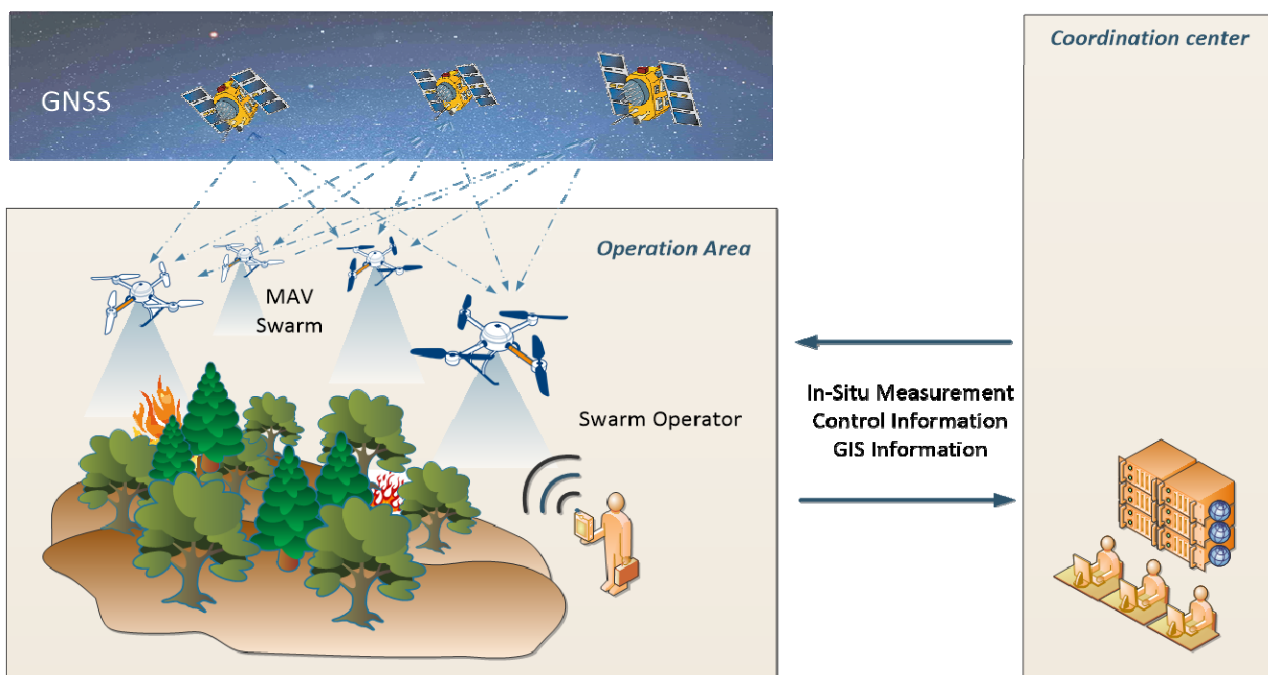 GNSS
Coordination center
Operation Area
MAV
Swarm
Swarm Operator
In-Situ Measurement
Control Information
GIS Information